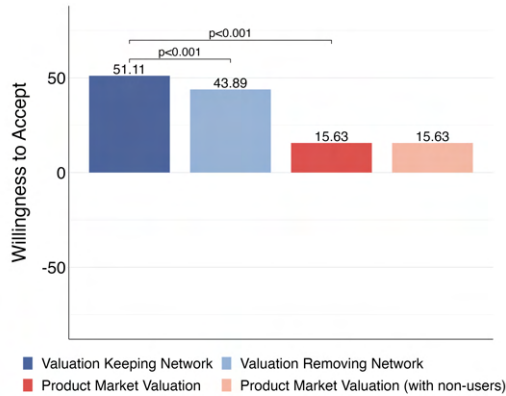 p<0.001
p<0.001
51.11
43.89
15.63
15.63
50
0
-50
Willingness to Accept
Valuation Keeping Network
Valuation Removing Network
Product Market Valuation
Product Market Valuation (with non-users)